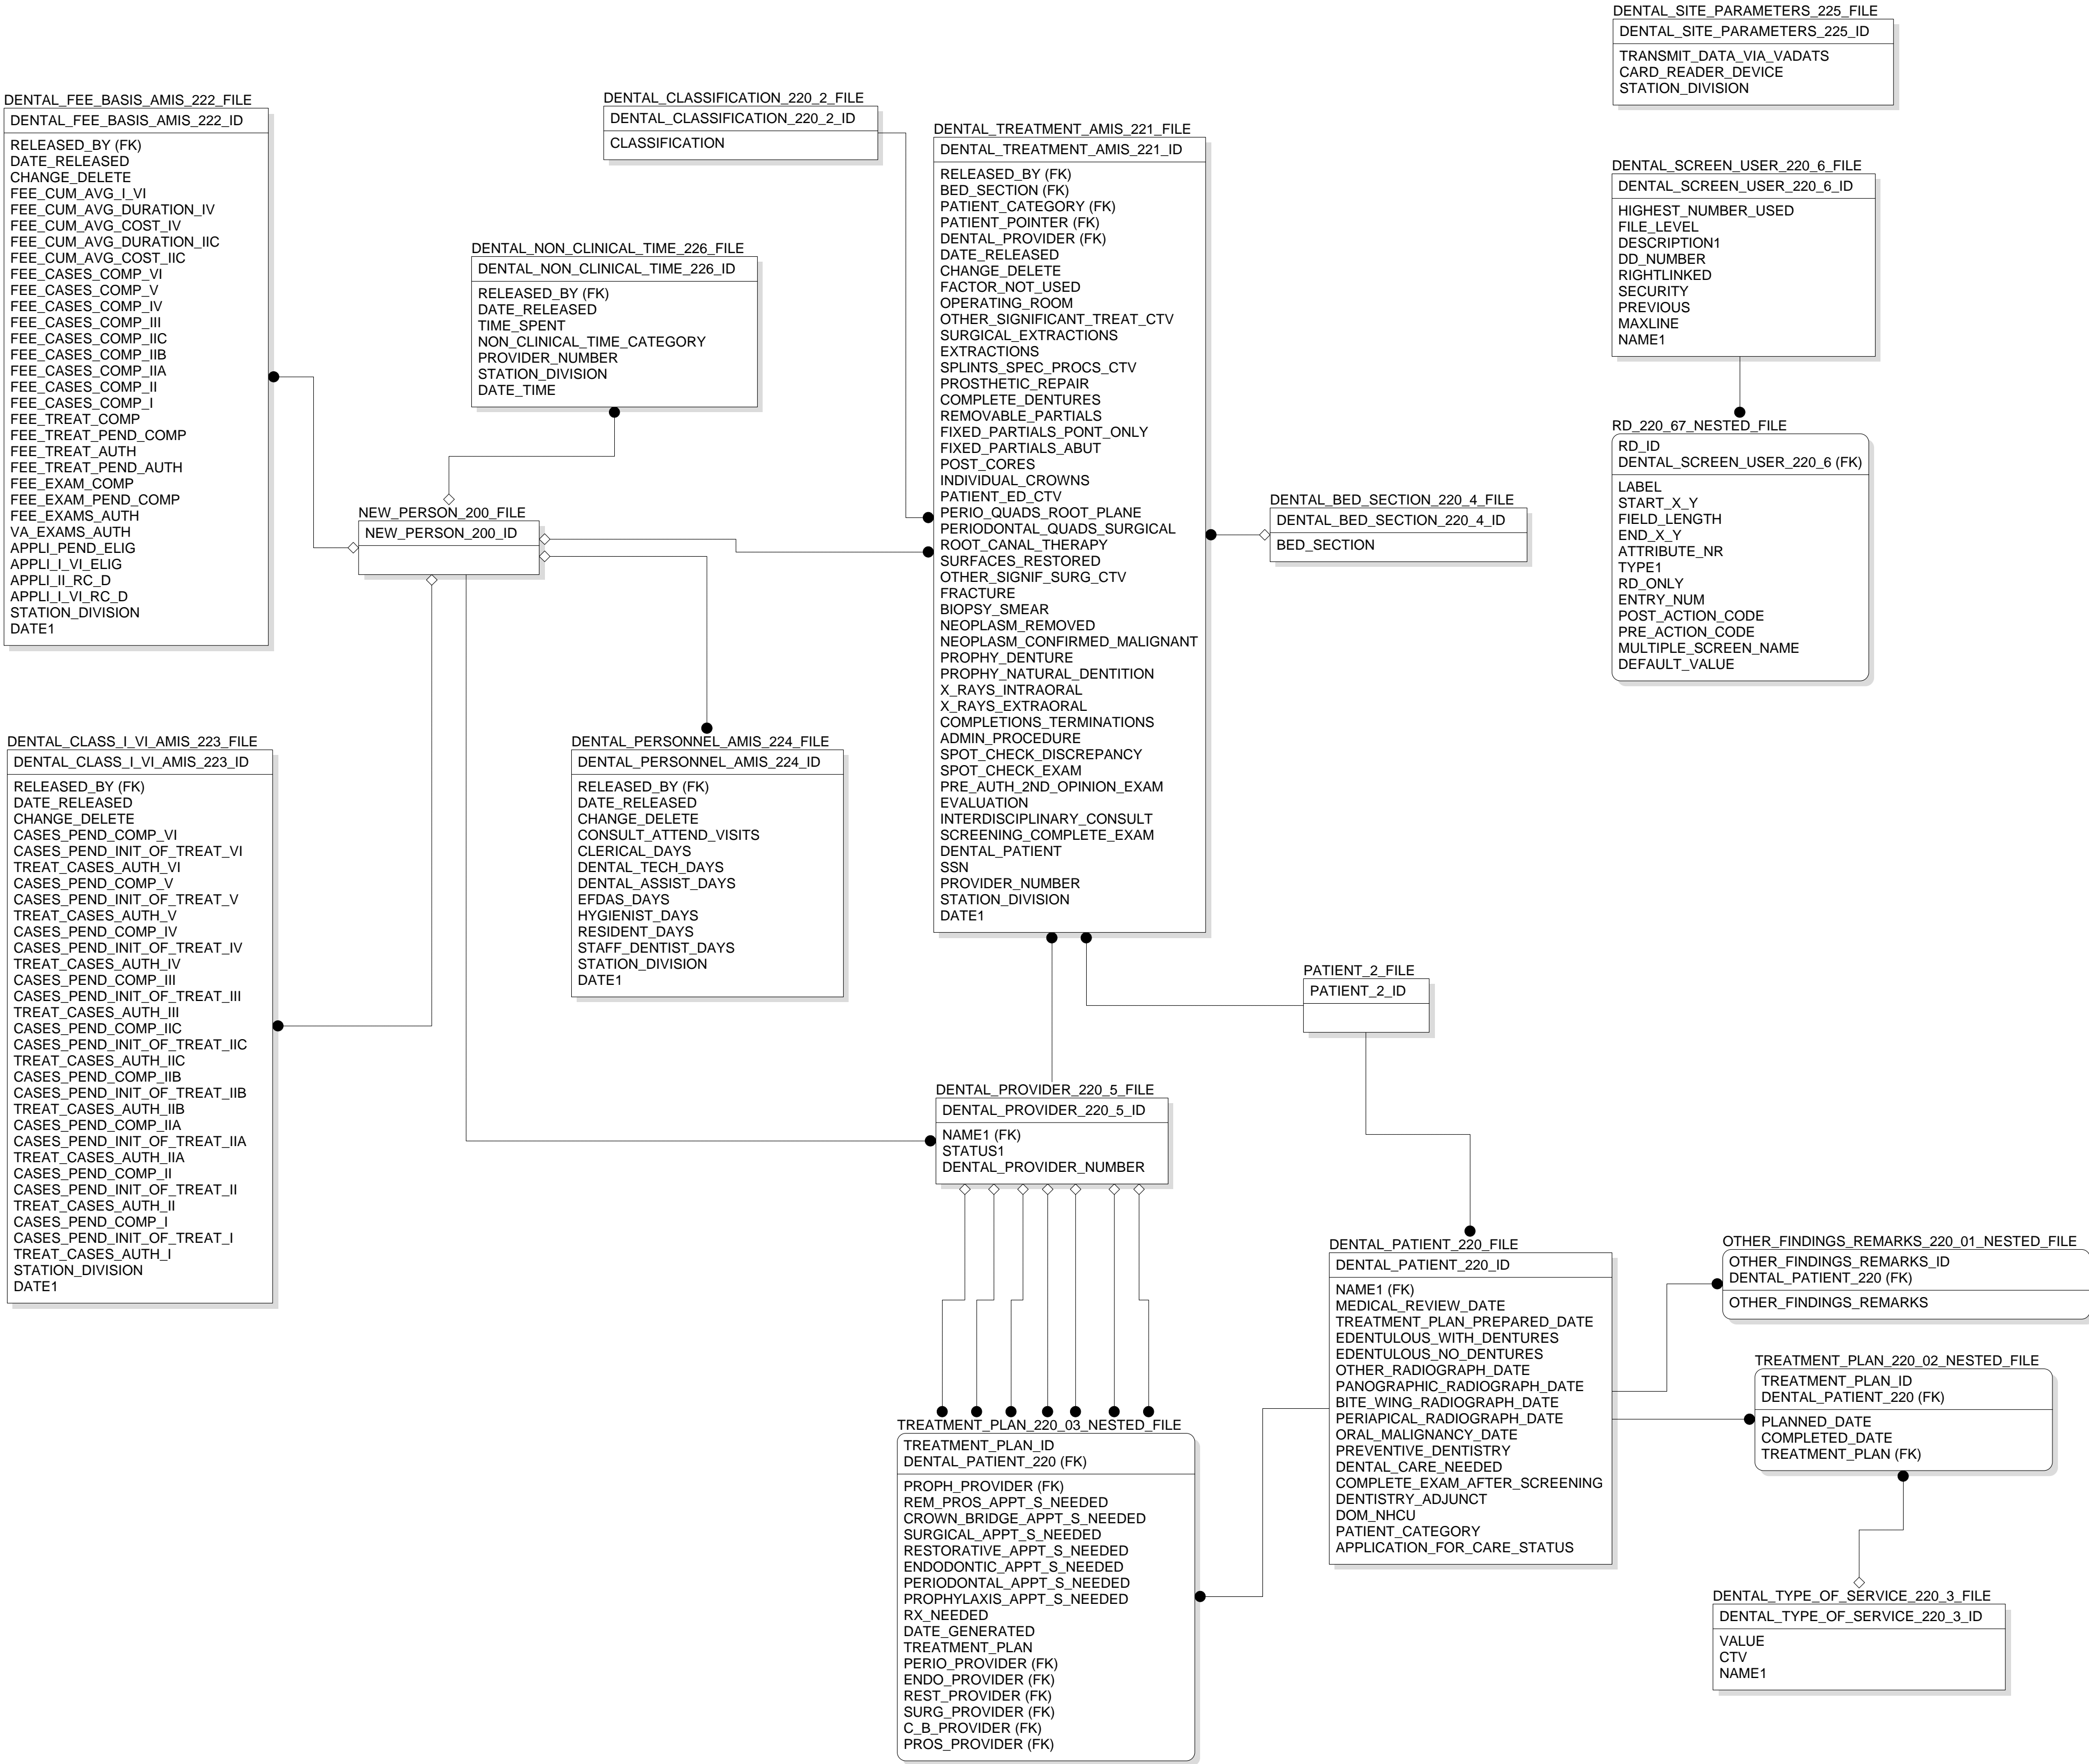 DENTAL_SITE_PARAMETERS_225_FILE
DENTAL_SITE_PARAMETERS_225_ID
TRANSMIT_DATA_VIA_VADATS
CARD_READER_DEVICE
STATION_DIVISION
DENTAL_FEE_BASIS_AMIS_222_FILE
DENTAL_FEE_BASIS_AMIS_222_ID
RELEASED_BY (FK)
DATE_RELEASED
CHANGE_DELETE
FEE_CUM_AVG_I_VI
FEE_CUM_AVG_DURATION_IV
FEE_CUM_AVG_COST_IV
FEE_CUM_AVG_DURATION_IIC
FEE_CUM_AVG_COST_IIC
FEE_CASES_COMP_VI
FEE_CASES_COMP_V
FEE_CASES_COMP_IV
FEE_CASES_COMP_III
FEE_CASES_COMP_IIC
FEE_CASES_COMP_IIB
FEE_CASES_COMP_IIA
FEE_CASES_COMP_II
FEE_CASES_COMP_I
FEE_TREAT_COMP
FEE_TREAT_PEND_COMP
FEE_TREAT_AUTH
FEE_TREAT_PEND_AUTH
FEE_EXAM_COMP
FEE_EXAM_PEND_COMP
FEE_EXAMS_AUTH
VA_EXAMS_AUTH
APPLI_PEND_ELIG
APPLI_I_VI_ELIG
APPLI_II_RC_D
APPLI_I_VI_RC_D
STATION_DIVISION
DATE1
DENTAL_CLASSIFICATION_220_2_FILE
DENTAL_CLASSIFICATION_220_2_ID
CLASSIFICATION
DENTAL_TREATMENT_AMIS_221_FILE
DENTAL_TREATMENT_AMIS_221_ID
RELEASED_BY (FK)
BED_SECTION (FK)
PATIENT_CATEGORY (FK)
PATIENT_POINTER (FK)
DENTAL_PROVIDER (FK)
DATE_RELEASED
CHANGE_DELETE
FACTOR_NOT_USED
OPERATING_ROOM
OTHER_SIGNIFICANT_TREAT_CTV
SURGICAL_EXTRACTIONS
EXTRACTIONS
SPLINTS_SPEC_PROCS_CTV
PROSTHETIC_REPAIR
COMPLETE_DENTURES
REMOVABLE_PARTIALS
FIXED_PARTIALS_PONT_ONLY
FIXED_PARTIALS_ABUT
POST_CORES
INDIVIDUAL_CROWNS
PATIENT_ED_CTV
PERIO_QUADS_ROOT_PLANE
PERIODONTAL_QUADS_SURGICAL
ROOT_CANAL_THERAPY
SURFACES_RESTORED
OTHER_SIGNIF_SURG_CTV
FRACTURE
BIOPSY_SMEAR
NEOPLASM_REMOVED
NEOPLASM_CONFIRMED_MALIGNANT
PROPHY_DENTURE
PROPHY_NATURAL_DENTITION
X_RAYS_INTRAORAL
X_RAYS_EXTRAORAL
COMPLETIONS_TERMINATIONS
ADMIN_PROCEDURE
SPOT_CHECK_DISCREPANCY
SPOT_CHECK_EXAM
PRE_AUTH_2ND_OPINION_EXAM
EVALUATION
INTERDISCIPLINARY_CONSULT
SCREENING_COMPLETE_EXAM
DENTAL_PATIENT
SSN
PROVIDER_NUMBER
STATION_DIVISION
DATE1
DENTAL_SCREEN_USER_220_6_FILE
DENTAL_SCREEN_USER_220_6_ID
HIGHEST_NUMBER_USED
FILE_LEVEL
DESCRIPTION1
DD_NUMBER
RIGHTLINKED
SECURITY
PREVIOUS
MAXLINE
NAME1
DENTAL_NON_CLINICAL_TIME_226_FILE
DENTAL_NON_CLINICAL_TIME_226_ID
RELEASED_BY (FK)
DATE_RELEASED
TIME_SPENT
NON_CLINICAL_TIME_CATEGORY
PROVIDER_NUMBER
STATION_DIVISION
DATE_TIME
RD_220_67_NESTED_FILE
RD_ID
DENTAL_SCREEN_USER_220_6 (FK)
LABEL
START_X_Y
FIELD_LENGTH
END_X_Y
ATTRIBUTE_NR
TYPE1
RD_ONLY
ENTRY_NUM
POST_ACTION_CODE
PRE_ACTION_CODE
MULTIPLE_SCREEN_NAME
DEFAULT_VALUE
NEW_PERSON_200_FILE
NEW_PERSON_200_ID
DENTAL_BED_SECTION_220_4_FILE
DENTAL_BED_SECTION_220_4_ID
BED_SECTION
DENTAL_CLASS_I_VI_AMIS_223_FILE
DENTAL_CLASS_I_VI_AMIS_223_ID
RELEASED_BY (FK)
DATE_RELEASED
CHANGE_DELETE
CASES_PEND_COMP_VI
CASES_PEND_INIT_OF_TREAT_VI
TREAT_CASES_AUTH_VI
CASES_PEND_COMP_V
CASES_PEND_INIT_OF_TREAT_V
TREAT_CASES_AUTH_V
CASES_PEND_COMP_IV
CASES_PEND_INIT_OF_TREAT_IV
TREAT_CASES_AUTH_IV
CASES_PEND_COMP_III
CASES_PEND_INIT_OF_TREAT_III
TREAT_CASES_AUTH_III
CASES_PEND_COMP_IIC
CASES_PEND_INIT_OF_TREAT_IIC
TREAT_CASES_AUTH_IIC
CASES_PEND_COMP_IIB
CASES_PEND_INIT_OF_TREAT_IIB
TREAT_CASES_AUTH_IIB
CASES_PEND_COMP_IIA
CASES_PEND_INIT_OF_TREAT_IIA
TREAT_CASES_AUTH_IIA
CASES_PEND_COMP_II
CASES_PEND_INIT_OF_TREAT_II
TREAT_CASES_AUTH_II
CASES_PEND_COMP_I
CASES_PEND_INIT_OF_TREAT_I
TREAT_CASES_AUTH_I
STATION_DIVISION
DATE1
DENTAL_PERSONNEL_AMIS_224_FILE
DENTAL_PERSONNEL_AMIS_224_ID
RELEASED_BY (FK)
DATE_RELEASED
CHANGE_DELETE
CONSULT_ATTEND_VISITS
CLERICAL_DAYS
DENTAL_TECH_DAYS
DENTAL_ASSIST_DAYS
EFDAS_DAYS
HYGIENIST_DAYS
RESIDENT_DAYS
STAFF_DENTIST_DAYS
STATION_DIVISION
DATE1
PATIENT_2_FILE
PATIENT_2_ID
DENTAL_PROVIDER_220_5_FILE
DENTAL_PROVIDER_220_5_ID
NAME1 (FK)
STATUS1
DENTAL_PROVIDER_NUMBER
DENTAL_PATIENT_220_FILE
DENTAL_PATIENT_220_ID
NAME1 (FK)
MEDICAL_REVIEW_DATE
TREATMENT_PLAN_PREPARED_DATE
EDENTULOUS_WITH_DENTURES
EDENTULOUS_NO_DENTURES
OTHER_RADIOGRAPH_DATE
PANOGRAPHIC_RADIOGRAPH_DATE
BITE_WING_RADIOGRAPH_DATE
PERIAPICAL_RADIOGRAPH_DATE
ORAL_MALIGNANCY_DATE
PREVENTIVE_DENTISTRY
DENTAL_CARE_NEEDED
COMPLETE_EXAM_AFTER_SCREENING
DENTISTRY_ADJUNCT
DOM_NHCU
PATIENT_CATEGORY
APPLICATION_FOR_CARE_STATUS
OTHER_FINDINGS_REMARKS_220_01_NESTED_FILE
OTHER_FINDINGS_REMARKS_ID
DENTAL_PATIENT_220 (FK)
OTHER_FINDINGS_REMARKS
TREATMENT_PLAN_220_02_NESTED_FILE
TREATMENT_PLAN_ID
DENTAL_PATIENT_220 (FK)
PLANNED_DATE
COMPLETED_DATE
TREATMENT_PLAN (FK)
TREATMENT_PLAN_220_03_NESTED_FILE
TREATMENT_PLAN_ID
DENTAL_PATIENT_220 (FK)
PROPH_PROVIDER (FK)
REM_PROS_APPT_S_NEEDED
CROWN_BRIDGE_APPT_S_NEEDED
SURGICAL_APPT_S_NEEDED
RESTORATIVE_APPT_S_NEEDED
ENDODONTIC_APPT_S_NEEDED
PERIODONTAL_APPT_S_NEEDED
PROPHYLAXIS_APPT_S_NEEDED
RX_NEEDED
DATE_GENERATED
TREATMENT_PLAN
PERIO_PROVIDER (FK)
ENDO_PROVIDER (FK)
REST_PROVIDER (FK)
SURG_PROVIDER (FK)
C_B_PROVIDER (FK)
PROS_PROVIDER (FK)
DENTAL_TYPE_OF_SERVICE_220_3_FILE
DENTAL_TYPE_OF_SERVICE_220_3_ID
VALUE
CTV
NAME1